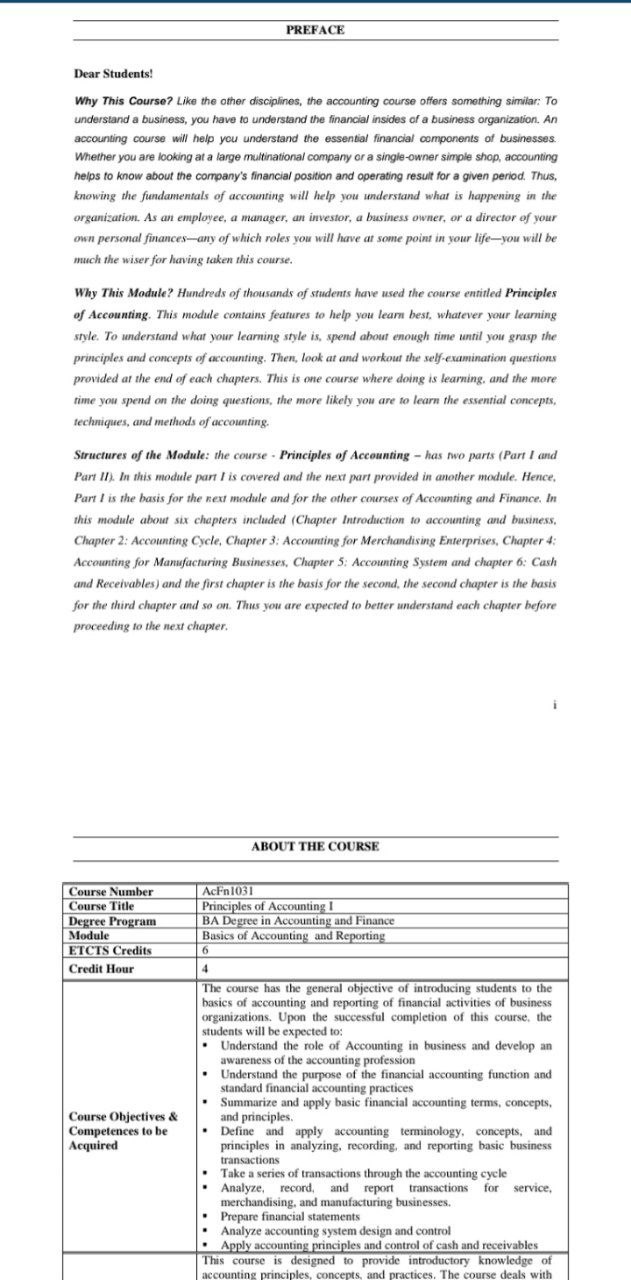 PREFACE
Dear Students!
Why This Course? Like the other disciplines, the accounting course offers something similar: To
understand a business, you have to understand the financial insides of a business organization. An
accounting course will help you understand the essential financial components of businesses.
Whether you are looking at a large multinational company or a single-owner simple shop, accounting
helps to know about the company's financial position and operating result for a given period. Thus,
knowing the fundamentals of accounting will help you understand what is happening in the
organization. As an employee, a manager, an investor, a business owner, or a director of your
own personal finances—any of which roles you will have at some point in your life—you will be
much the wiser for having taken this course.
Why This Module? Hundreds of thousands of students have used the course entitled Principles
of Accounting. This module contains features to help you learn best, whatever your learning
style. To understand what your learning style is, spend about enough time until you grasp the
principles and concepts of accounting. Then, look at and workout the self-examination questions
provided at the end of each chapters. This is one course where doing is learning, and the more
time you spend on the doing questions, the more likely you are to learn the essential concepts,
techniques, and methods of accounting.
Structures of the Module: the course - Principles of Accounting – has two parts (Part I and
Part II). In this module part I is covered and the next part provided in another module. Hence,
Part I is the basis for the next module and for the other courses of Accounting and Finance. In
this module about six chapters included (Chapter Introduction to accounting and business,
Chapter 2: Accounting Cycle, Chapter 3: Accounting for Merchandising Enterprises, Chapter 4:
Accounting for Manufacturing Businesses, Chapter 5: Accounting System and chapter 6: Cash
and Receivables) and the first chapter is the basis for the second, the second chapter is the basis
for the third chapter and so on. Thus you are expected to better understand each chapter before
proceeding to the next chapter.
i
ABOUT THE COURSE
Course Number AcFn1031
Course Title Principles of Accounting I
Degree Program BA Degree in Accounting and Finance
Module Basics of Accounting and Reporting
ETCTS Credits 6
Credit Hour 4
Course Objectives &
Competences to be
Acquired
The course has the general objective of introducing students to the
basics of accounting and reporting of financial activities of business
organizations. Upon the successful completion of this course, the
students will be expected to:
▪ Understand the role of Accounting in business and develop an
awareness of the accounting profession
▪ Understand the purpose of the financial accounting function and
standard financial accounting practices
▪ Summarize and apply basic financial accounting terms, concepts,
and principles.
▪ Define and apply accounting terminology, concepts, and
principles in analyzing, recording, and reporting basic business
transactions
▪ Take a series of transactions through the accounting cycle
▪ Analyze, record, and report transactions for service,
merchandising, and manufacturing businesses.
▪ Prepare financial statements
▪ Analyze accounting system design and control
▪ Apply accounting principles and control of cash and receivables
This course is designed to provide introductory knowledge of
accounting principles, concepts, and practices. The course deals with